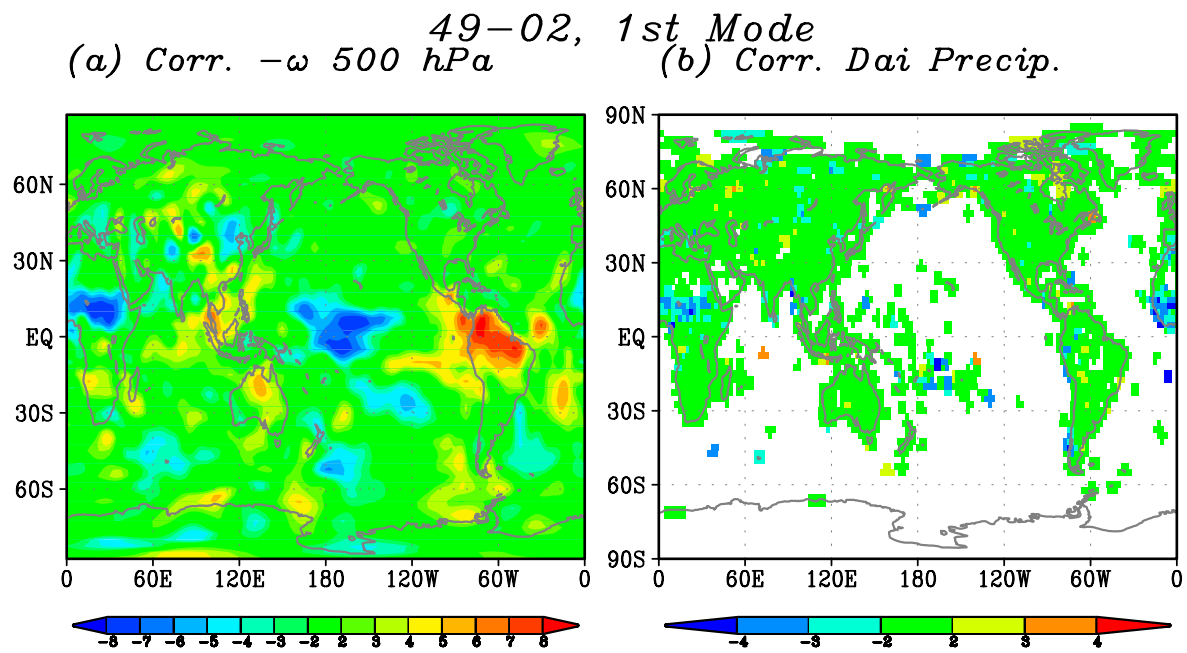 49-02, 1st Mode
(a) Corr. -ω 500 hPa
(b) Corr. Dai Precip.
90N
60N
60N
30N
30N
EQ
EQ
30S
30S
60S
60S
90S
0 60E 120E 180 120W 60W 0
0 60E 120E 180 120W 60W 0
-8 -7 -6 -5 -4 -3 -2 2 3 4 5 6 7 8
-4 -3 -2 2 3 4